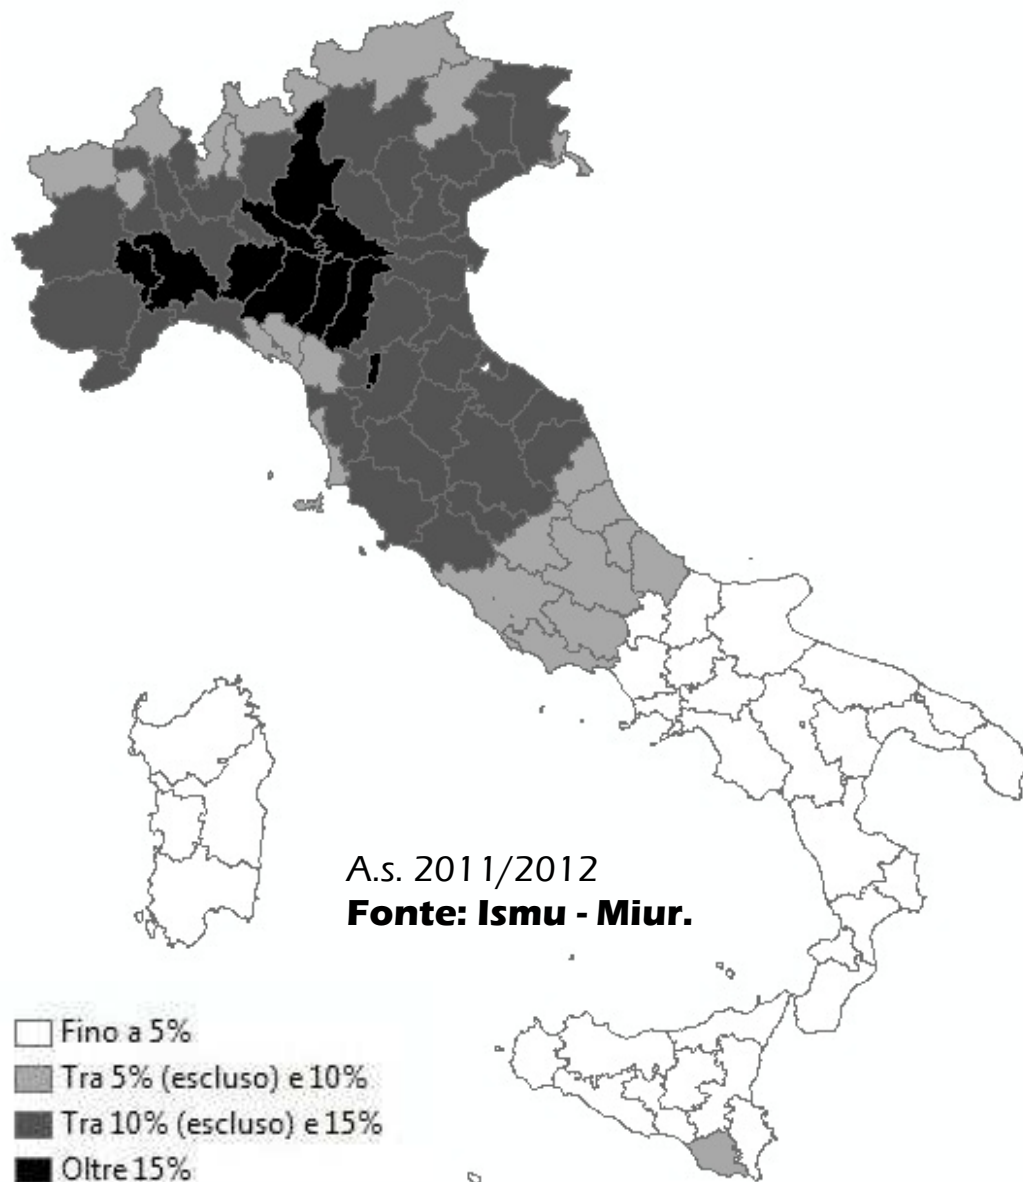 A.s. 2011/2012
Fonte: Ismu - Miur.
Fino a 5%
Tra 5% (escluso) e 10%
Tra 10% (escluso) e 15%
Oltre 15%